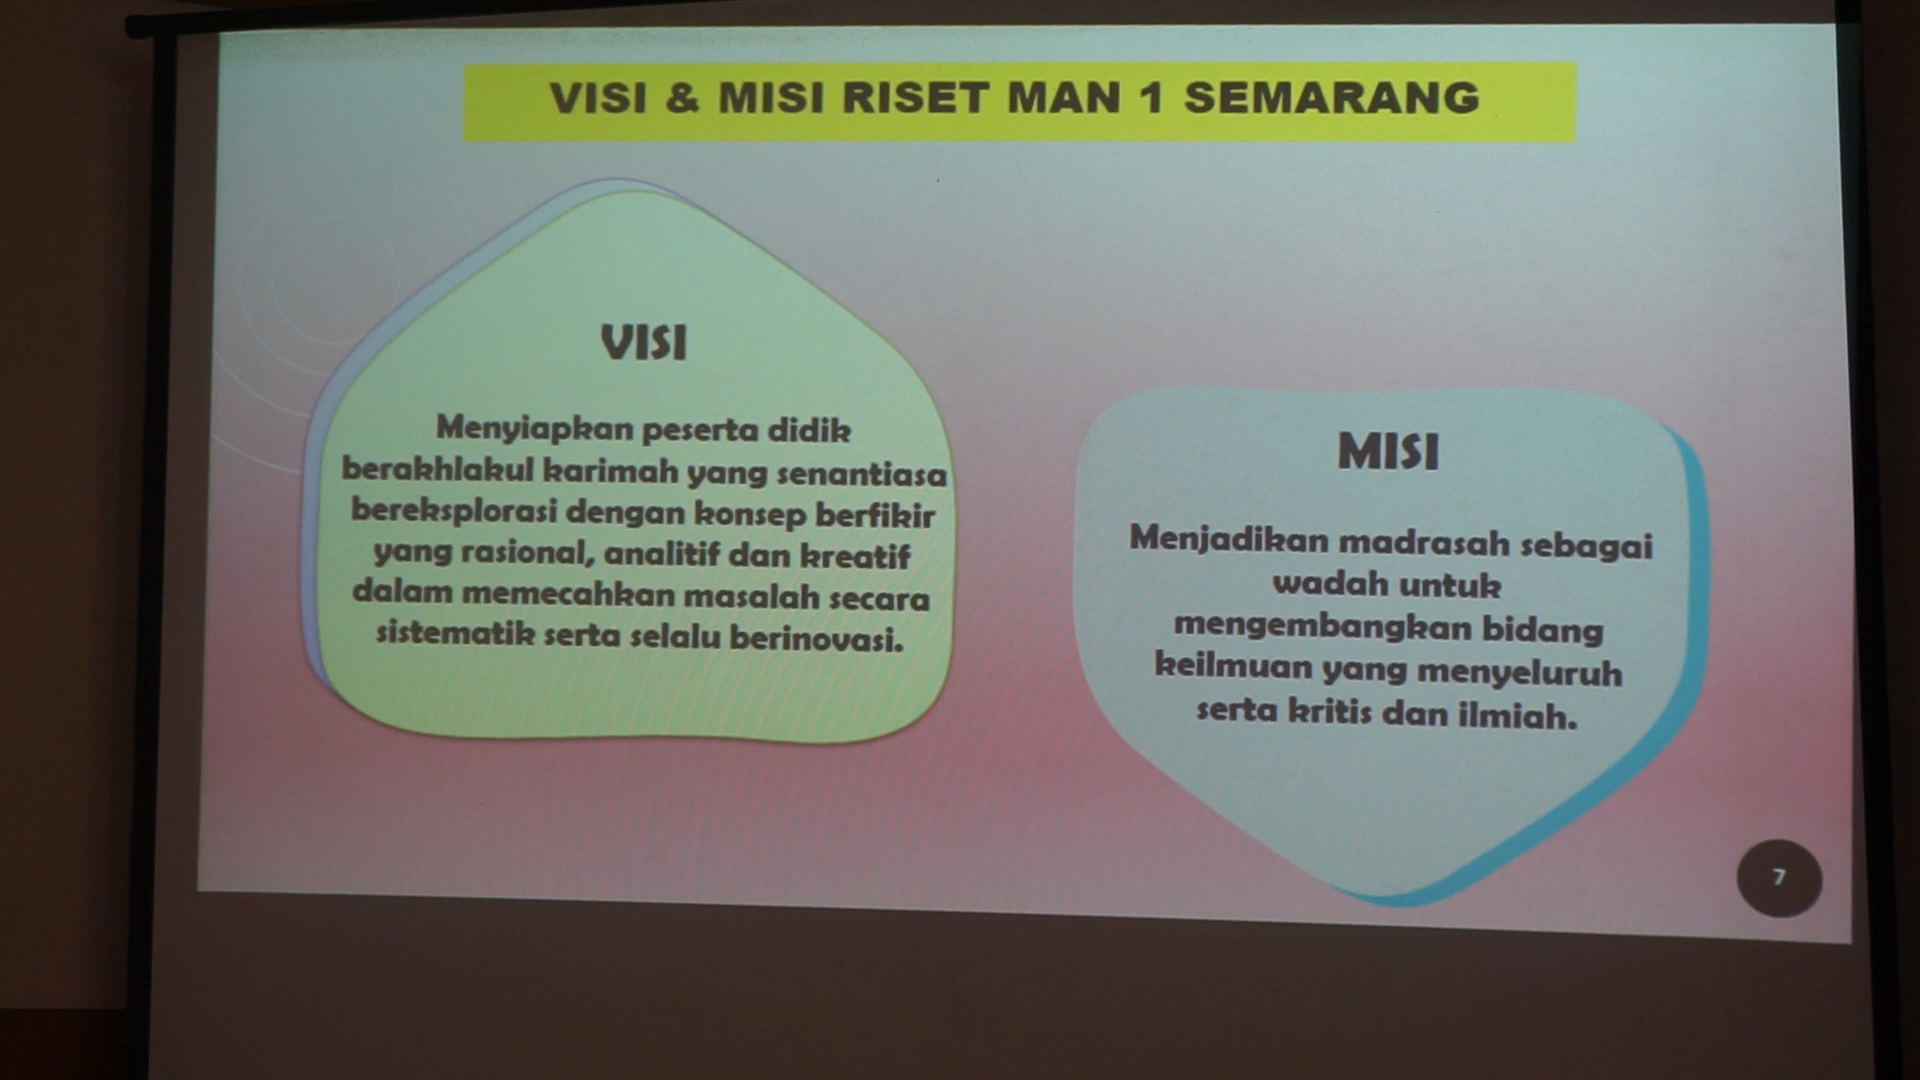 VISI & MISI RISET MAN 1 SEMARANG
VISI
Menyiapkan peserta didik
berakhlakul karimah yang senantiasa
bereksplorasi dengan konsep berfikir
yang rasional, analitif dan kreatif
dalam memecahkan masalah secara
sistematik serta selalu berinovasi.
MISI
Menjadikan madrasah sebagai
wadah untuk
mengembangkan bidang
keilmuan yang menyeluruh
serta kritis dan ilmiah.
7